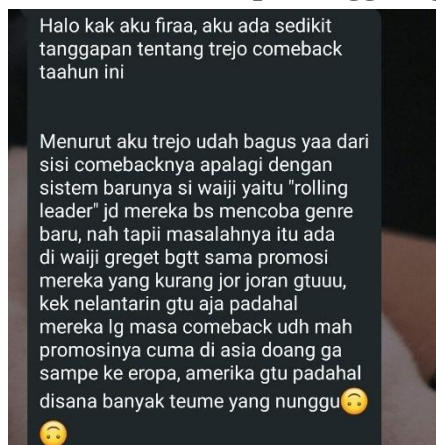 Halo kak aku firaa, aku ada sedikit
tanggapan tentang trejo comeback
taahun ini
Menurut aku trejo udah bagus yaa dari
sisi comebacknya apalagi dengan
sistem barunya si waiji yaitu "rolling
leader" jd mereka bs mencoba genre
baru, nah tapii masalahnya itu ada
di waiji greget bgtt sama promosi
mereka yang kurang jor joran gtuuu,
kek nelantarin gtu aja padahal
mereka lg masa comeback udh mah
promosinya cuma di asia doang ga
sampe ke eropa, amerika gtu padahal
disana banyak teume yang nunggu🙃
🙃